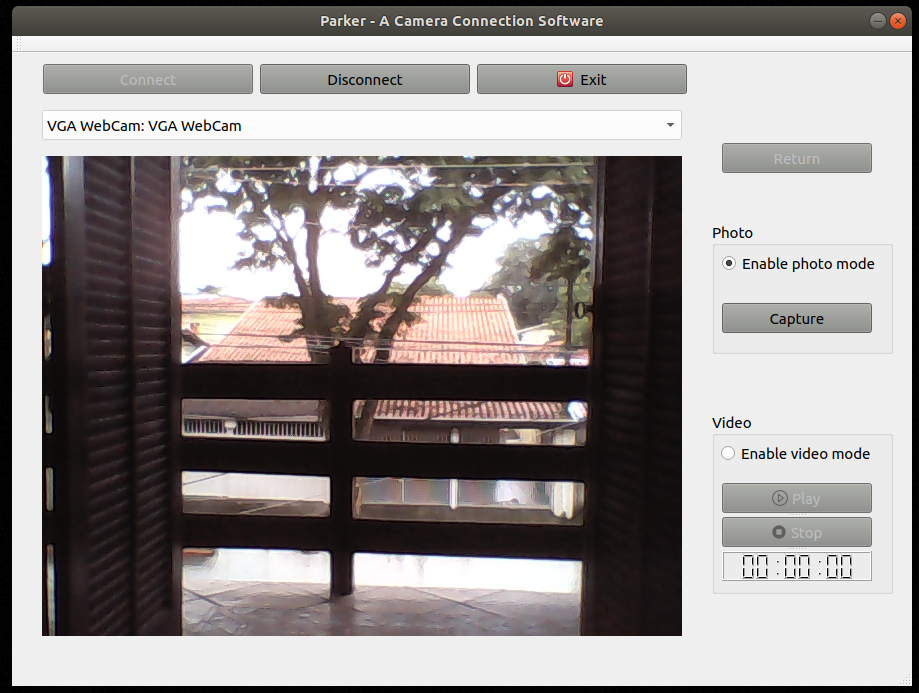 Parker - A Camera Connection Software
Connect
Disconnect
Exit
VGA WebCam: VGA WebCam
Return
Photo
Enable photo mode
Capture
Video
Enable video mode
Play
Stop
00:00:00